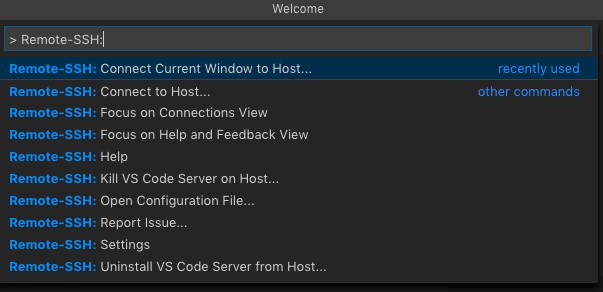 Welcome
> Remote-SSH:
Remote-SSH: Connect Current Window to Host... recently used
Remote-SSH: Connect to Host... other commands
Remote-SSH: Focus on Connections View
Remote-SSH: Focus on Help and Feedback View
Remote-SSH: Help
Remote-SSH: Kill VS Code Server on Host...
Remote-SSH: Open Configuration File...
Remote-SSH: Report Issue...
Remote-SSH: Settings
Remote-SSH: Uninstall VS Code Server from Host...